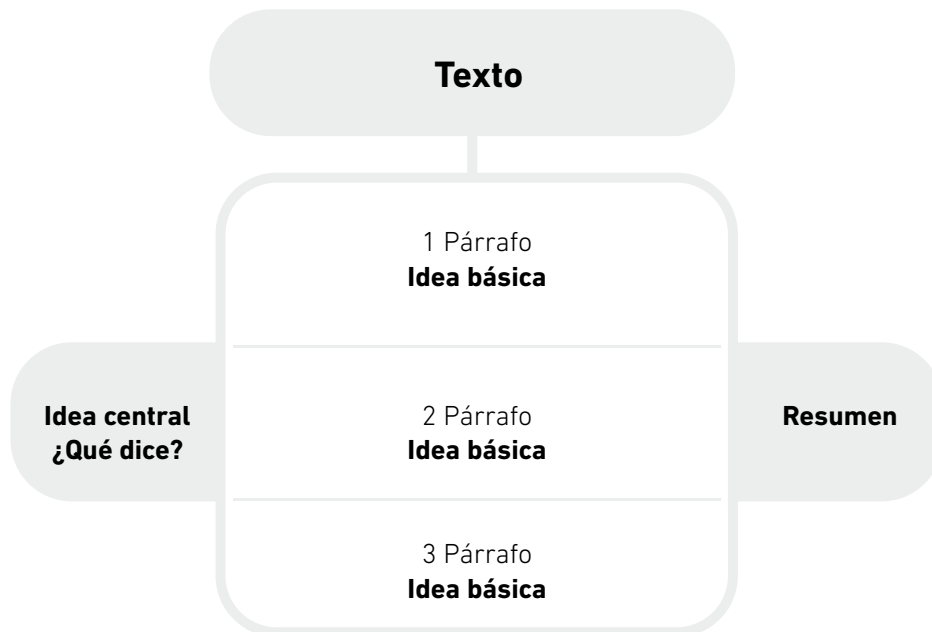 Texto
1 Párrafo
Idea básica
Idea central
¿Qué dice?
2 Párrafo
Idea básica
Resumen
3 Párrafo
Idea básica